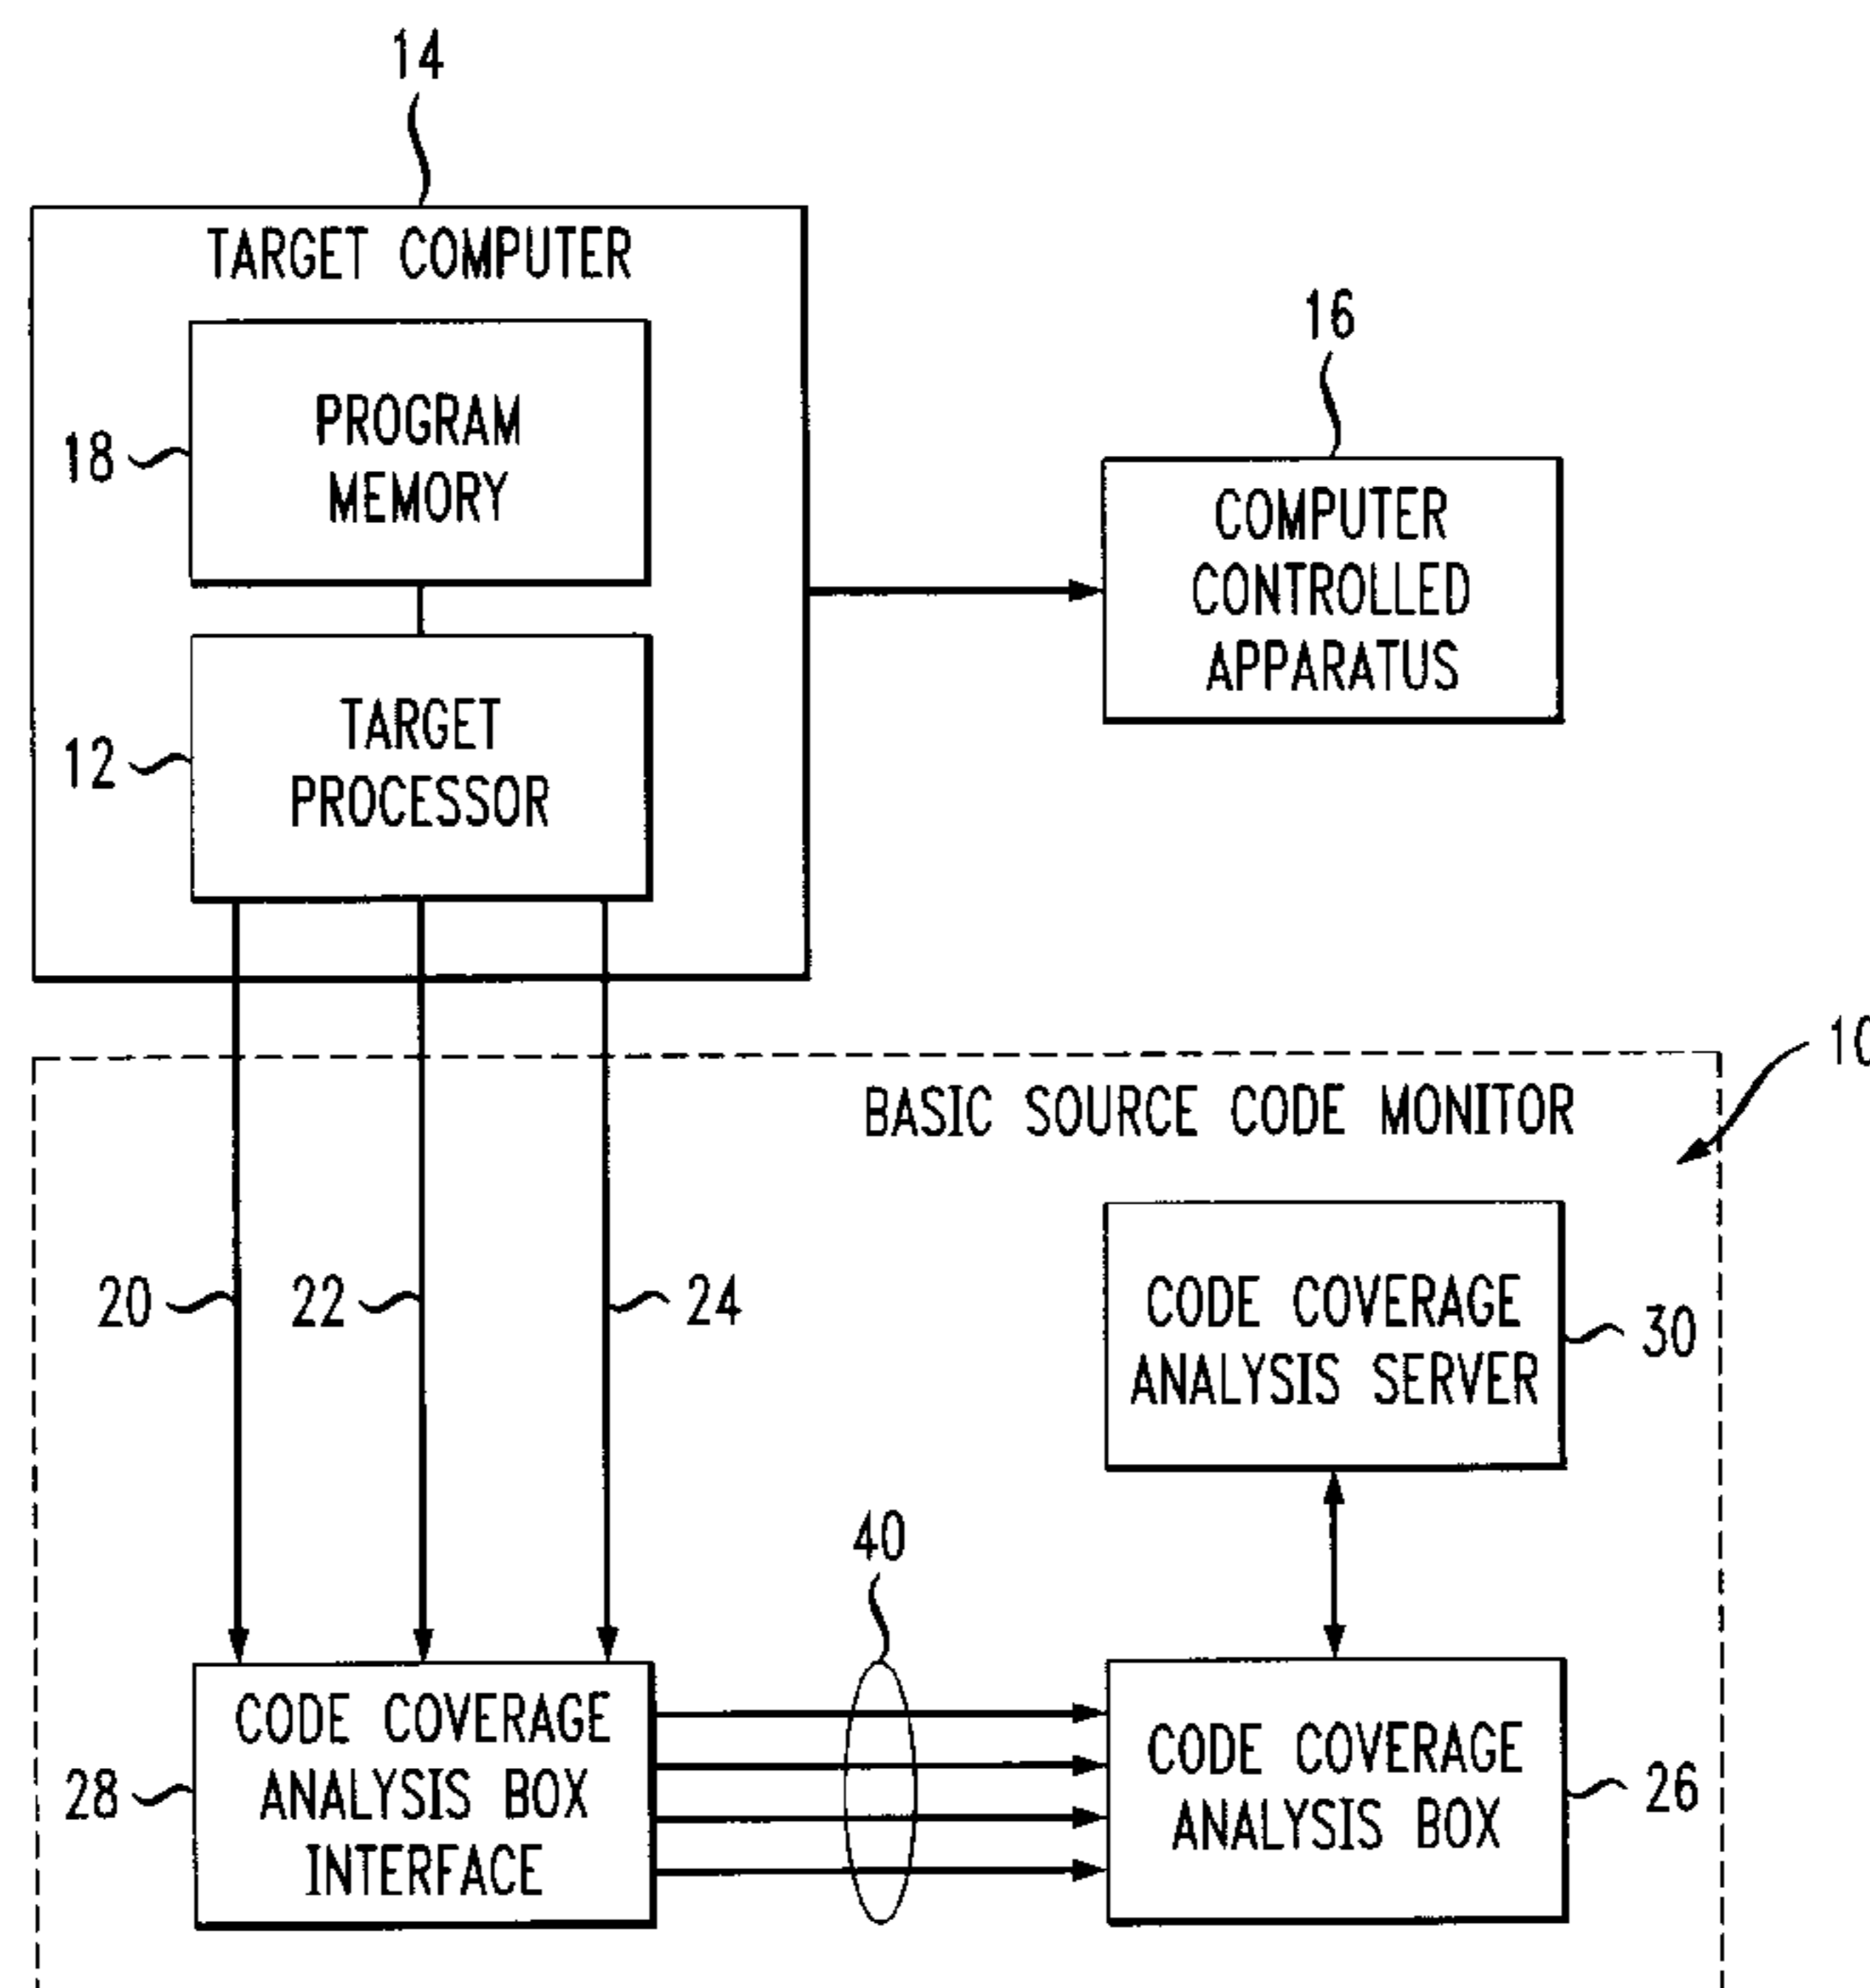 14
TARGET COMPUTER
16
PROGRAM
MEMORY
18
COMPUTER
CONTROLLED
APPARATUS
TARGET
PROCESSOR
12
10
BASIC SOURCE CODE MONITOR
20
22
24
CODE COVERAGE
ANALYSIS SERVER
30
40
CODE COVERAGE
ANALYSIS BOX
INTERFACE
28
CODE COVERAGE
ANALYSIS BOX
26